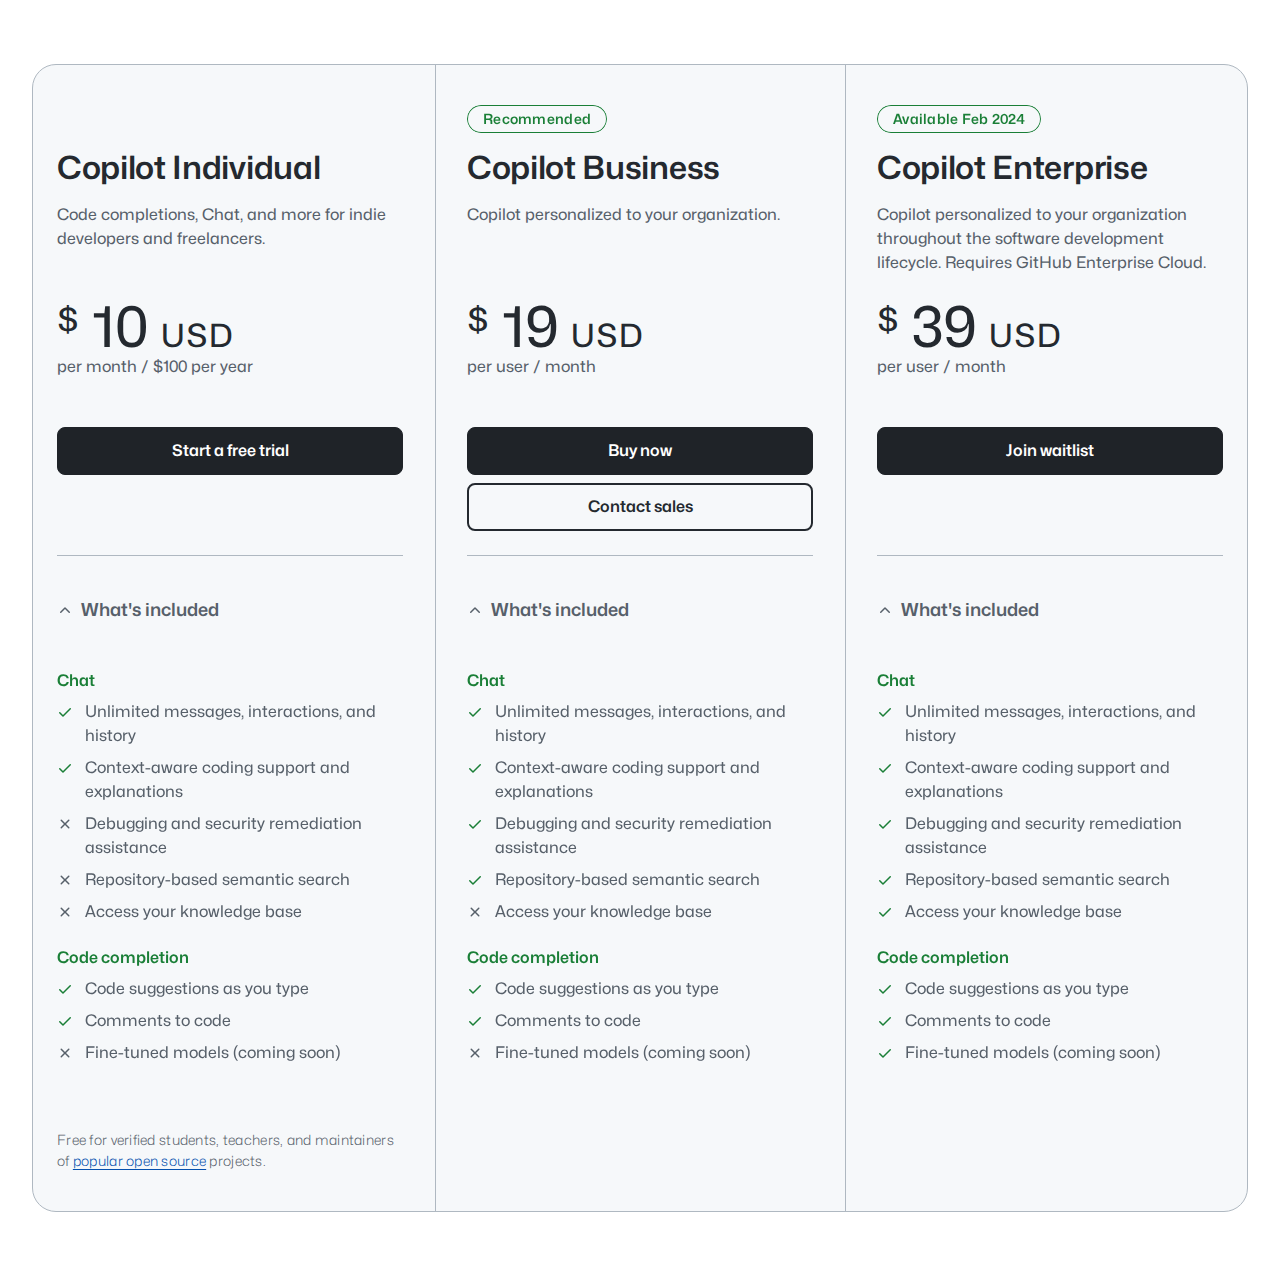 Copilot Individual
Code completions, Chat, and more for indie
developers and freelancers.
$ 10 USD
per month / $100 per year
Start a free trial
What's included
Chat
Unlimited messages, interactions, and
history
Context-aware coding support and
explanations
Debugging and security remediation
assistance
Repository-based semantic search
Access your knowledge base
Code completion
Code suggestions as you type
Comments to code
Fine-tuned models (coming soon)
Free for verified students, teachers, and maintainers
of popular open source projects.
Recommended
Copilot Business
Copilot personalized to your organization.
$ 19 USD
per user / month
Buy now
Contact sales
What's included
Chat
Unlimited messages, interactions, and
history
Context-aware coding support and
explanations
Debugging and security remediation
assistance
Repository-based semantic search
Access your knowledge base
Code completion
Code suggestions as you type
Comments to code
Fine-tuned models (coming soon)
Available Feb 2024
Copilot Enterprise
Copilot personalized to your organization
throughout the software development
lifecycle. Requires GitHub Enterprise Cloud.
$ 39 USD
per user / month
Join waitlist
What's included
Chat
Unlimited messages, interactions, and
history
Context-aware coding support and
explanations
Debugging and security remediation
assistance
Repository-based semantic search
Access your knowledge base
Code completion
Code suggestions as you type
Comments to code
Fine-tuned models (coming soon)